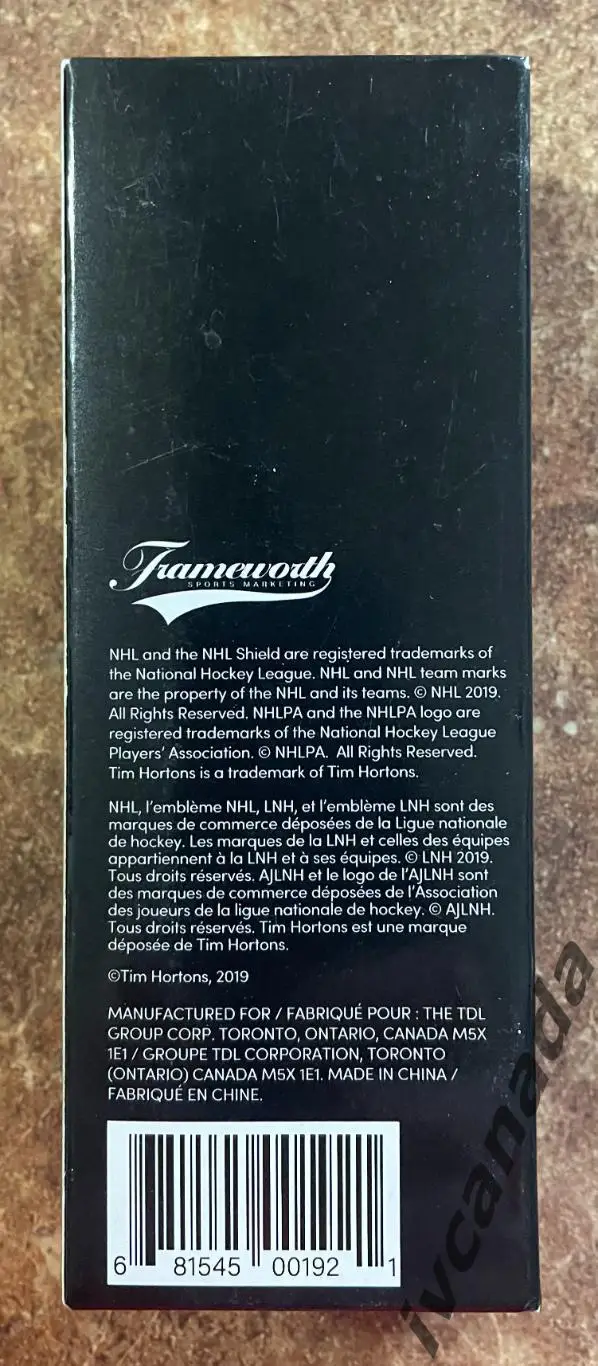 Frameworth
SPORTS MARKETING
NHL and the NHL Shield are registered trademarks of
the National Hockey League. NHL and NHL team marks
are the property of the NHL and its teams. © NHL 2019.
All Rights Reserved. NHLPA and the NHLPA logo are
registered trademarks of the National Hockey League
Players' Association. © NHLPA. All Rights Reserved.
Tim Hortons is a trademark of Tim Hortons.
NHL, l'emblème NHL, LNH, et l'emblème LNH sont des
marques de commerce déposées de la Ligue nationale
de hockey. Les marques de la LNH et celles des équipes
appartiennent à la LNH et à ses équipes. © LNH 2019.
Tous droits réservés. AJLNH et le logo de l'AJLNH sont
des marques de commerce déposées de l'Association
des joueurs de la ligue nationale de hockey. © AJLNH.
Tous droits réservés. Tim Hortons est une marque
déposée de Tim Hortons.
©Tim Hortons, 2019
MANUFACTURED FOR / FABRIQUÉ POUR : THE TDL
GROUP CORP. TORONTO, ONTARIO, CANADA M5X
1E1 / GROUPE TDL CORPORATION, TORONTO
(ONTARIO) CANADA M5X 1E1. MADE IN CHINA /
FABRIQUÉ EN CHINE.
6 81545 00192 1
ivcanada